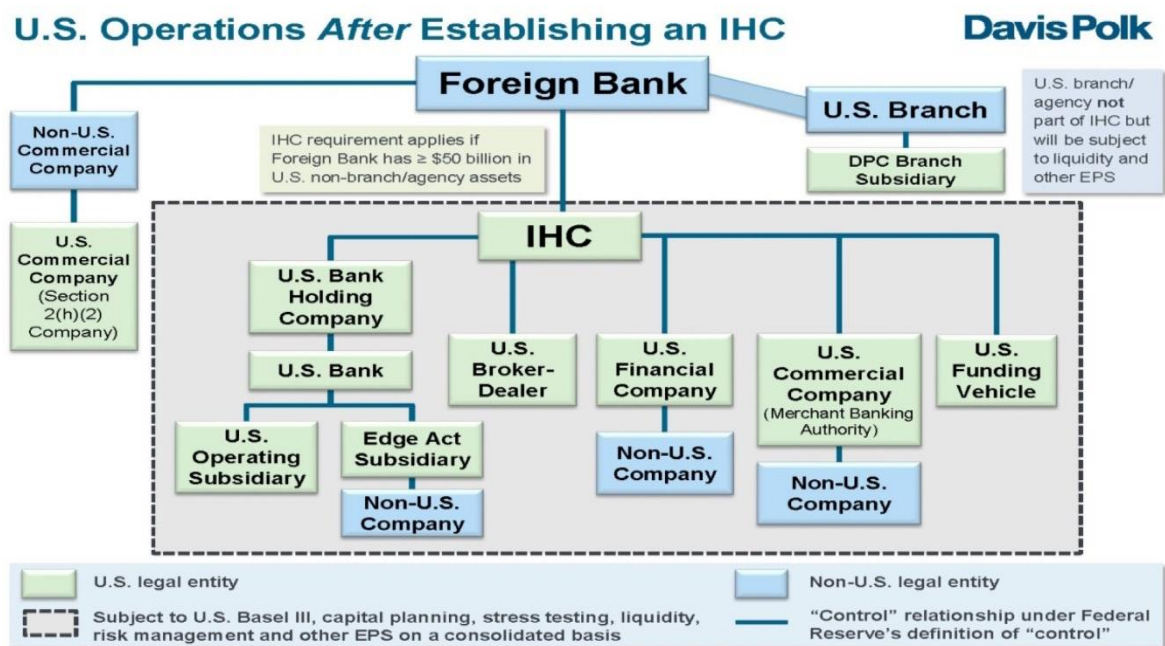 U.S. Operations After Establishing an IHC
DavisPolk
Foreign Bank
U.S. Branch
U.S. branch/
agency not
part of IHC but
will be subject
to liquidity and
other EPS
Non-U.S.
Commercial
Company
IHC requirement applies if
Foreign Bank has ≥ $50 billion in
U.S. non-branch/agency assets
DPC Branch
Subsidiary
U.S.
Commercial
Company
(Section
2(h)(2)
Company)
IHC
U.S. Bank
Holding
Company
U.S. Bank
U.S.
Operating
Subsidiary
Edge Act
Subsidiary
Non-U.S.
Company
U.S.
Broker-
Dealer
U.S.
Financial
Company
Non-U.S.
Company
U.S.
Commercial
Company
(Merchant Banking
Authority)
Non-U.S.
Company
U.S.
Funding
Vehicle
U.S. legal entity
Non-U.S. legal entity
Subject to U.S. Basel III, capital planning, stress testing, liquidity,
risk management and other EPS on a consolidated basis
“Control” relationship under Federal
Reserve’s definition of “control”